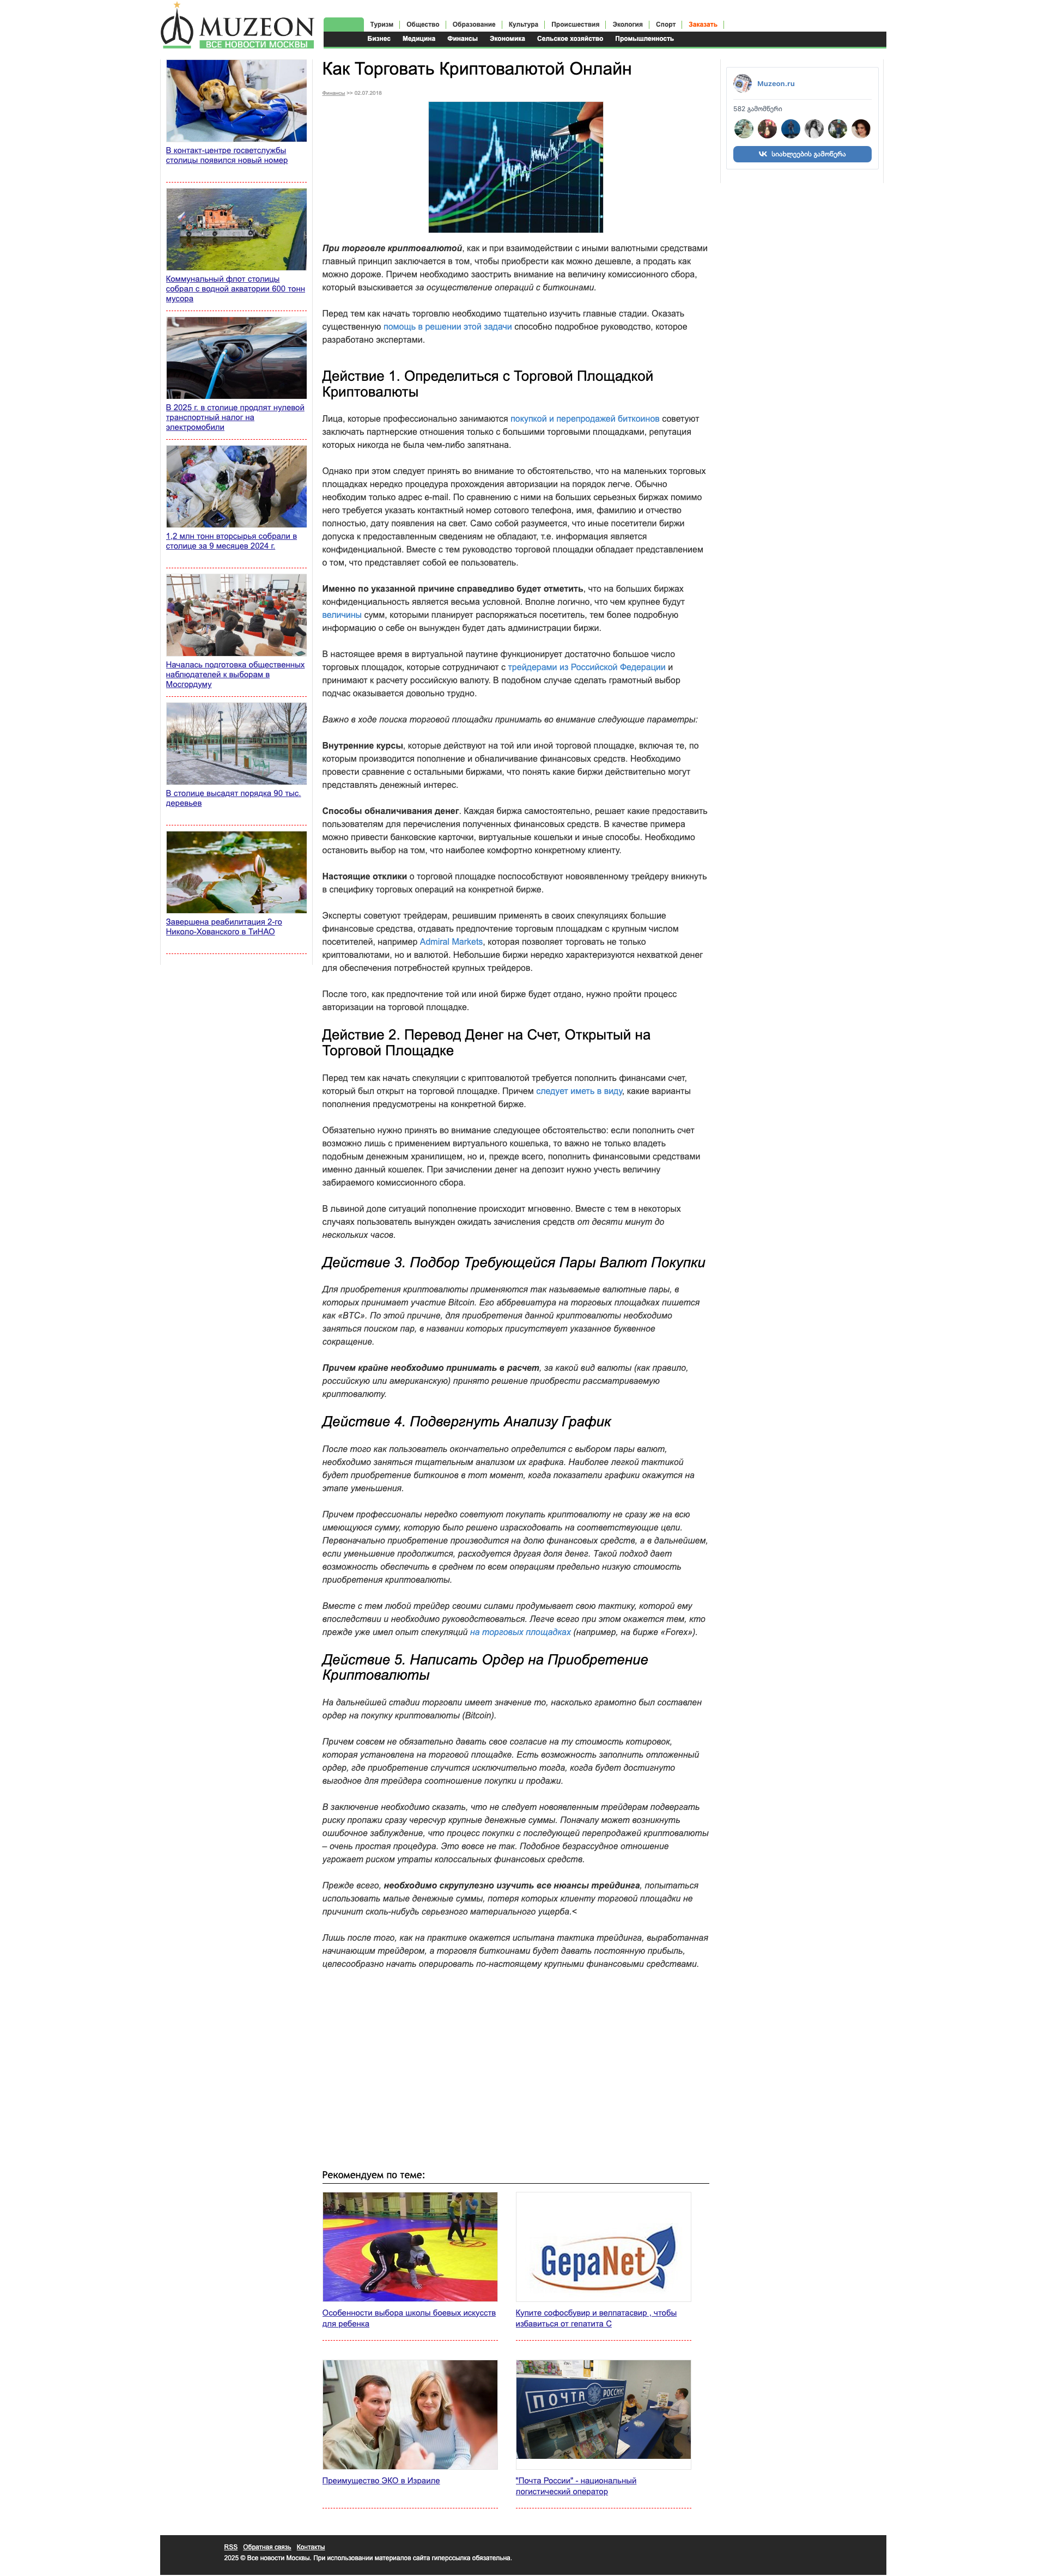 MUZEON
ВСЕ НОВОСТИ МОСКВЫ
Туризм
Общество
Образование
Культура
Происшествия
Экология
Спорт
Заказать
Бизнес
Медицина
Финансы
Экономика
Сельское хозяйство
Промышленность
В контакт-центре госветслужбы
столицы появился новый номер
Коммунальный флот столицы
собрал с водной акватории 600 тонн
мусора
В 2025 г. в столице продлят нулевой
транспортный налог на
электромобили
1,2 млн тонн вторсырья собрали в
столице за 9 месяцев 2024 г.
Началась подготовка общественных
наблюдателей к выборам в
Мосгордуму
В столице высадят порядка 90 тыс.
деревьев
Завершена реабилитация 2-го
Николо-Хованского в ТиНАО
Как Торговать Криптовалютой Онлайн
Финансы >> 02.07.2018
При торговле криптовалютой, как и при взаимодействии с иными валютными средствами
главный принцип заключается в том, чтобы приобрести как можно дешевле, а продать как
можно дороже. Причем необходимо заострить внимание на величину комиссионного сбора,
который взыскивается за осуществление операций с биткоинами.
Перед тем как начать торговлю необходимо тщательно изучить главные стадии. Оказать
существенную помощь в решении этой задачи способно подробное руководство, которое
разработано экспертами.
Действие 1. Определиться с Торговой Площадкой
Криптовалюты
Лица, которые профессионально занимаются покупкой и перепродажей биткоинов советуют
заключать партнерские отношения только с большими торговыми площадками, репутация
которых никогда не была чем-либо запятнана.
Однако при этом следует принять во внимание то обстоятельство, что на маленьких торговых
площадках нередко процедура прохождения авторизации на порядок легче. Обычно
необходим только адрес e-mail. По сравнению с ними на больших серьезных биржах помимо
него требуется указать контактный номер сотового телефона, имя, фамилию и отчество
полностью, дату появления на свет. Само собой разумеется, что иные посетители биржи
допуска к предоставленным сведениям не обладают, т.е. информация является
конфиденциальной. Вместе с тем руководство торговой площадки обладает представлением
о том, что представляет собой ее пользователь.
Именно по указанной причине справедливо будет отметить, что на больших биржах
конфиденциальность является весьма условной. Вполне логично, что чем крупнее будут
величины сумм, которыми планирует распоряжаться посетитель, тем более подробную
информацию о себе он вынужден будет дать администрации биржи.
В настоящее время в виртуальной паутине функционирует достаточно большое число
торговых площадок, которые сотрудничают с трейдерами из Российской Федерации и
принимают к расчету российскую валюту. В подобном случае сделать грамотный выбор
подчас оказывается довольно трудно.
Важно в ходе поиска торговой площадки принимать во внимание следующие параметры:
Внутренние курсы, которые действуют на той или иной торговой площадке, включая те, по
которым производится пополнение и обналичивание финансовых средств. Необходимо
провести сравнение с остальными биржами, что понять какие биржи действительно могут
представлять денежный интерес.
Способы обналичивания денег. Каждая биржа самостоятельно, решает какие предоставить
пользователям для перечисления полученных финансовых средств. В качестве примера
можно привести банковские карточки, виртуальные кошельки и иные способы. Необходимо
остановить выбор на том, что наиболее комфортно конкретному клиенту.
Настоящие отклики о торговой площадке поспособствуют новоявленному трейдеру вникнуть
в специфику торговых операций на конкретной бирже.
Эксперты советуют трейдерам, решившим применять в своих спекуляциях большие
финансовые средства, отдавать предпочтение торговым площадкам с крупным числом
посетителей, например Admiral Markets, которая позволяет торговать не только
криптовалютами, но и валютой. Небольшие биржи нередко характеризуются нехваткой денег
для обеспечения потребностей крупных трейдеров.
После того, как предпочтение той или иной бирже будет отдано, нужно пройти процесс
авторизации на торговой площадке.
Действие 2. Перевод Денег на Счет, Открытый на
Торговой Площадке
Перед тем как начать спекуляции с криптовалютой требуется пополнить финансами счет,
который был открыт на торговой площадке. Причем следует иметь в виду, какие варианты
пополнения предусмотрены на конкретной бирже.
Обязательно нужно принять во внимание следующее обстоятельство: если пополнить счет
возможно лишь с применением виртуального кошелька, то важно не только владеть
подобным денежным хранилищем, но и, прежде всего, пополнить финансовыми средствами
именно данный кошелек. При зачислении денег на депозит нужно учесть величину
забираемого комиссионного сбора.
В львиной доле ситуаций пополнение происходит мгновенно. Вместе с тем в некоторых
случаях пользователь вынужден ожидать зачисления средств от десяти минут до
нескольких часов.
Действие 3. Подбор Требующейся Пары Валют Покупки
Для приобретения криптовалюты применяются так называемые валютные пары, в
которых принимает участие Bitcoin. Его аббревиатура на торговых площадках пишется
как «BTC». По этой причине, для приобретения данной криптовалюты необходимо
заняться поиском пар, в названии которых присутствует указанное буквенное
сокращение.
Причем крайне необходимо принимать в расчет, за какой вид валюты (как правило,
российскую или американскую) принято решение приобрести рассматриваемую
криптовалюту.
Действие 4. Подвергнуть Анализу График
После того как пользователь окончательно определится с выбором пары валют,
необходимо заняться тщательным анализом их графика. Наиболее легкой тактикой
будет приобретение биткоинов в тот момент, когда показатели графики окажутся на
этапе уменьшения.
Причем профессионалы нередко советуют покупать криптовалюту не сразу же на всю
имеющуюся сумму, которую было решено израсходовать на соответствующие цели.
Первоначально приобретение производится на долю финансовых средств, а в дальнейшем,
если уменьшение продолжится, расходуется другая доля денег. Такой подход дает
возможность обеспечить в среднем по всем операциям предельно низкую стоимость
приобретения криптовалюты.
Вместе с тем любой трейдер своими силами продумывает свою тактику, которой ему
впоследствии и необходимо руководствоваться. Легче всего при этом окажется тем, кто
прежде уже имел опыт спекуляций на торговых площадках (например, на бирже «Forex»).
Действие 5. Написать Ордер на Приобретение
Криптовалюты
На дальнейшей стадии торговли имеет значение то, насколько грамотно был составлен
ордер на покупку криптовалюты (Bitcoin).
Причем совсем не обязательно давать свое согласие на ту стоимость котировок,
которая установлена на торговой площадке. Есть возможность заполнить отложенный
ордер, где приобретение случится исключительно тогда, когда будет достигнуто
выгодное для трейдера соотношение покупки и продажи.
В заключение необходимо сказать, что не следует новоявленным трейдерам подвергать
риску пропажи сразу чересчур крупные денежные суммы. Поначалу может возникнуть
ошибочное заблуждение, что процесс покупки с последующей перепродажей криптовалюты
– очень простая процедура. Это вовсе не так. Подобное безрассудное отношение
угрожает риском утраты колоссальных финансовых средств.
Прежде всего, необходимо скрупулезно изучить все нюансы трейдинга, попытаться
использовать малые денежные суммы, потеря которых клиенту торговой площадки не
причинит сколь-нибудь серьезного материального ущерба.<
Лишь после того, как на практике окажется испытана тактика трейдинга, выработанная
начинающим трейдером, а торговля биткоинами будет давать постоянную прибыль,
целесообразно начать оперировать по-настоящему крупными финансовыми средствами.
Muzeon.ru
582 გამომწერი
სიახლეების გამოწერა
Рекомендуем по теме:
GepaNet
Особенности выбора школы боевых искусств
для ребенка
Купите софосбувир и велпатасвир , чтобы
избавиться от гепатита С
ПОЧТА РОССИИ
Преимущество ЭКО в Израиле
"Почта России" - национальный
логистический оператор
RSS Обратная связь Контакты
2025 © Все новости Москвы. При использовании материалов сайта гиперссылка обязательна.